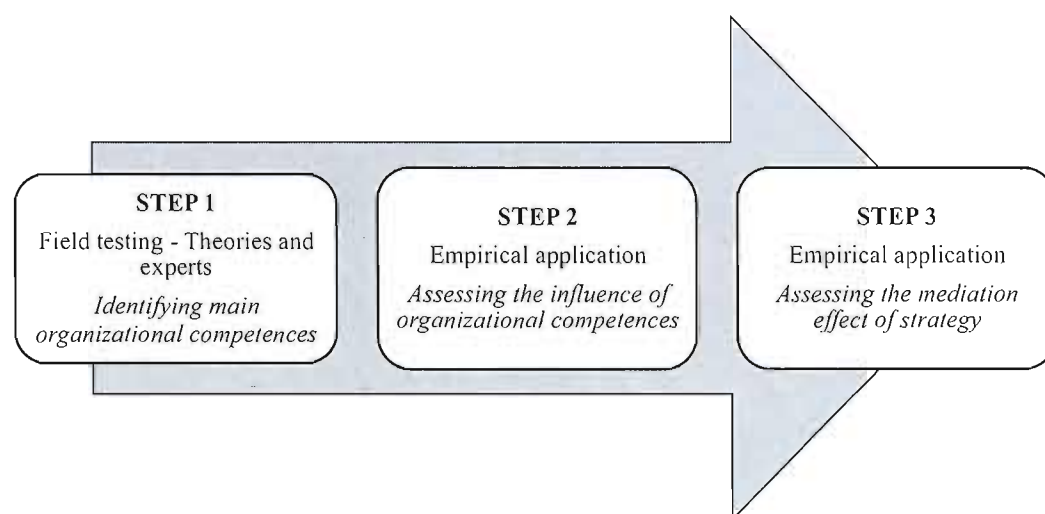 STEP 1
Field testing - Theories and
experts
Identifying main
organizational competences
STEP 2
Empirical application
Assessing the influence of
organizational competences
STEP 3
Empirical application
Assessing the mediation
effect of strategy